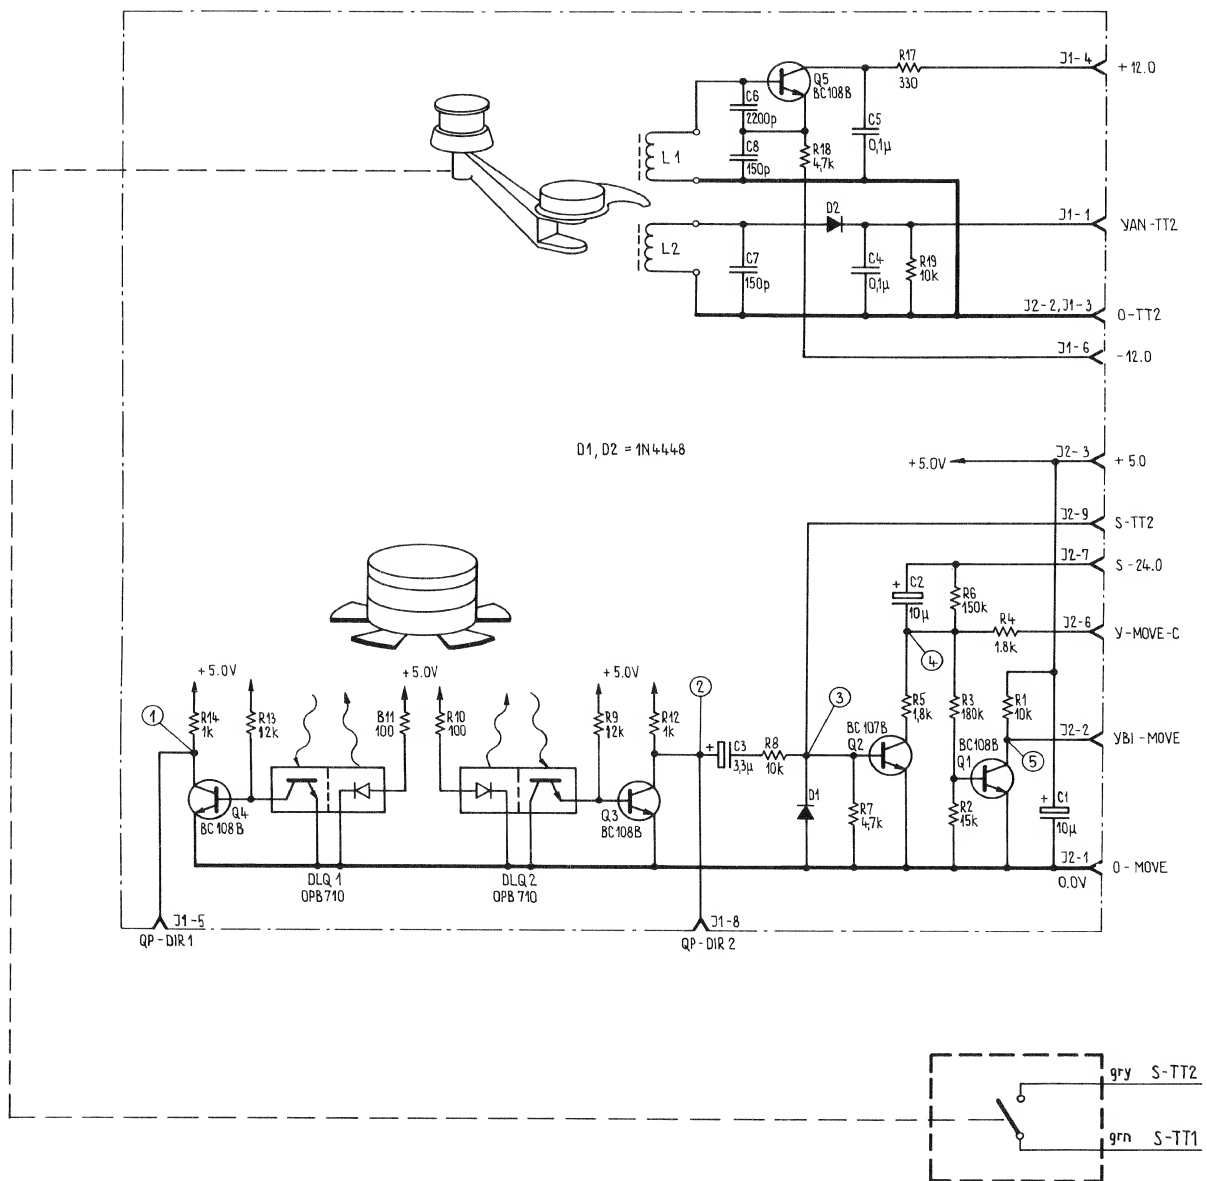 J1-4
+12.0
R17
330
Q5
BC108B
C6
2200p
C5
0,1µ
R18
4,7k
C8
150p
L1
D2
J1-1
YAN-TT2
L2
C7
150p
C4
0,1µ
R19
10k
J2-2, J1-3
0-TT2
J1-6
-12.0
D1, D2 = 1N4448
+5.0V
J2-3
+5.0
J2-9
S-TT2
J2-7
S-24.0
C2
+
10µ
R6
150k
R4
1.8k
J2-6
Y-MOVE-C
4
+5.0V
+5.0V
+5.0V
1
R14
1k
R13
12k
B11
100
R10
100
R9
12k
R12
1k
2
3
R5
1,8k
R3
180k
R1
10k
J2-2
YBI-MOVE
+
C3
3,3µ
R8
10k
BC107B
Q2
BC108B
Q1
5
Q4
BC108B
Q3
BC108B
D1
R7
4,7k
R2
15k
+
C1
10µ
DLQ1
OPB710
DLQ2
OPB710
J2-1
0-MOVE
0.0V
J1-5
QP-DIR1
J1-8
QP-DIR2
gry S-TT2
grn S-TT1